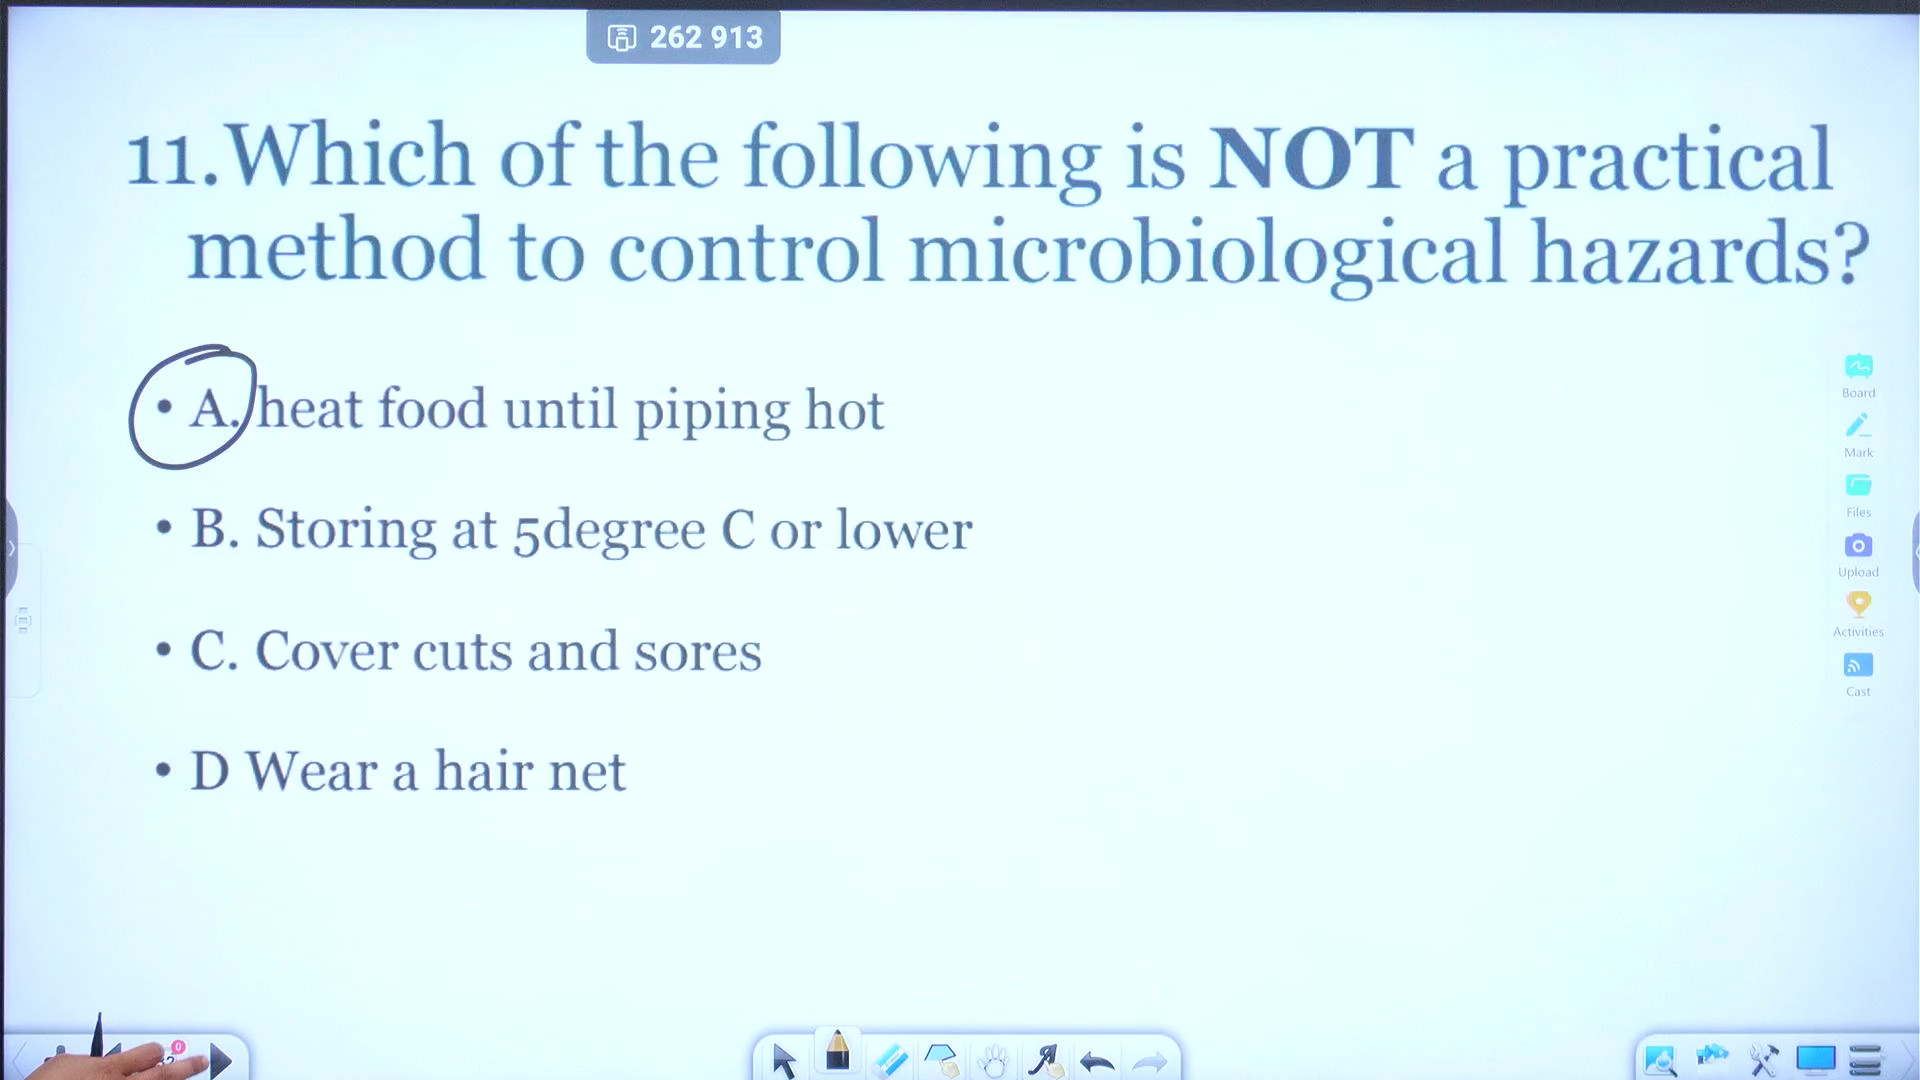 262 913
11.Which of the following is NOT a practical
method to control microbiological hazards?
• A. heat food until piping hot
• B. Storing at 5degree C or lower
• C. Cover cuts and sores
• D Wear a hair net
Board
Mark
Files
Upload
Activities
Cast
0